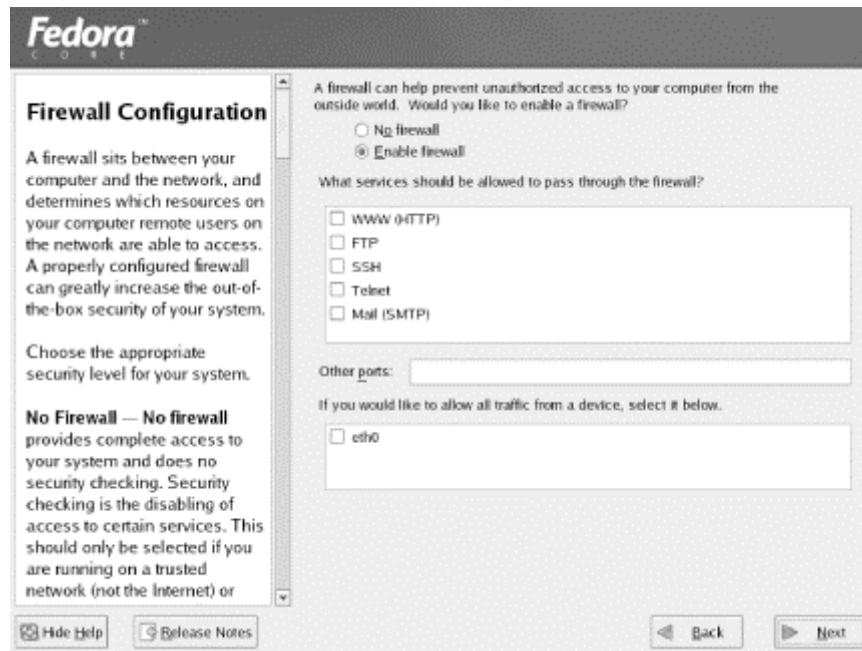 Fedora™
CORE
Firewall Configuration
A firewall sits between your
computer and the network, and
determines which resources on
your computer remote users on
the network are able to access.
A properly configured firewall
can greatly increase the out-of-
the-box security of your system.
Choose the appropriate
security level for your system.
No Firewall — No firewall
provides complete access to
your system and does no
security checking. Security
checking is the disabling of
access to certain services. This
should only be selected if you
are running on a trusted
network (not the Internet) or
A firewall can help prevent unauthorized access to your computer from the
outside world. Would you like to enable a firewall?
No firewall
Enable firewall
What services should be allowed to pass through the firewall?
WWW (HTTP)
FTP
SSH
Telnet
Mail (SMTP)
Other ports:
If you would like to allow all traffic from a device, select it below.
eth0
Hide Help
Release Notes
Back
Next